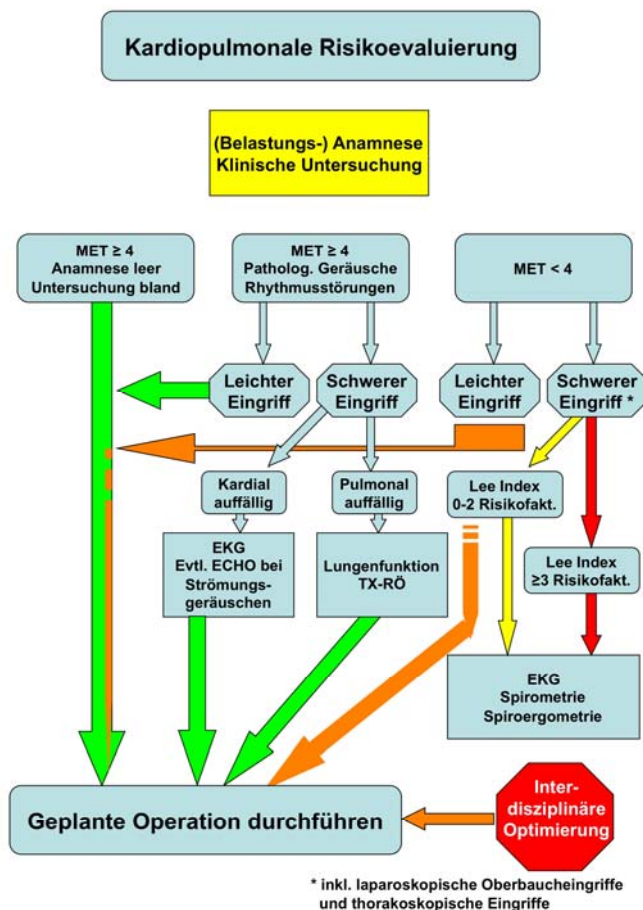 Kardiopulmonale Risikoevaluierung
(Belastungs-) Anamnese
Klinische Untersuchung
MET ≥ 4
Anamnese leer
Untersuchung bland
MET ≥ 4
Patholog. Geräusche
Rhythmusstörungen
MET < 4
Leichter
Eingriff
Schwerer
Eingriff
Leichter
Eingriff
Schwerer
Eingriff *
Kardial
auffällig
Pulmonal
auffällig
Lee Index
0-2 Risikofakt.
EKG
Evtl. ECHO bei
Strömungs-
geräuschen
Lungenfunktion
TX-RÖ
Lee Index
≥3 Risikofakt.
EKG
Spirometrie
Spiroergometrie
Geplante Operation durchführen
Inter-
disziplinäre
Optimierung
* inkl. laparoskopische Oberbaucheingriffe
und thorakoskopische Eingriffe